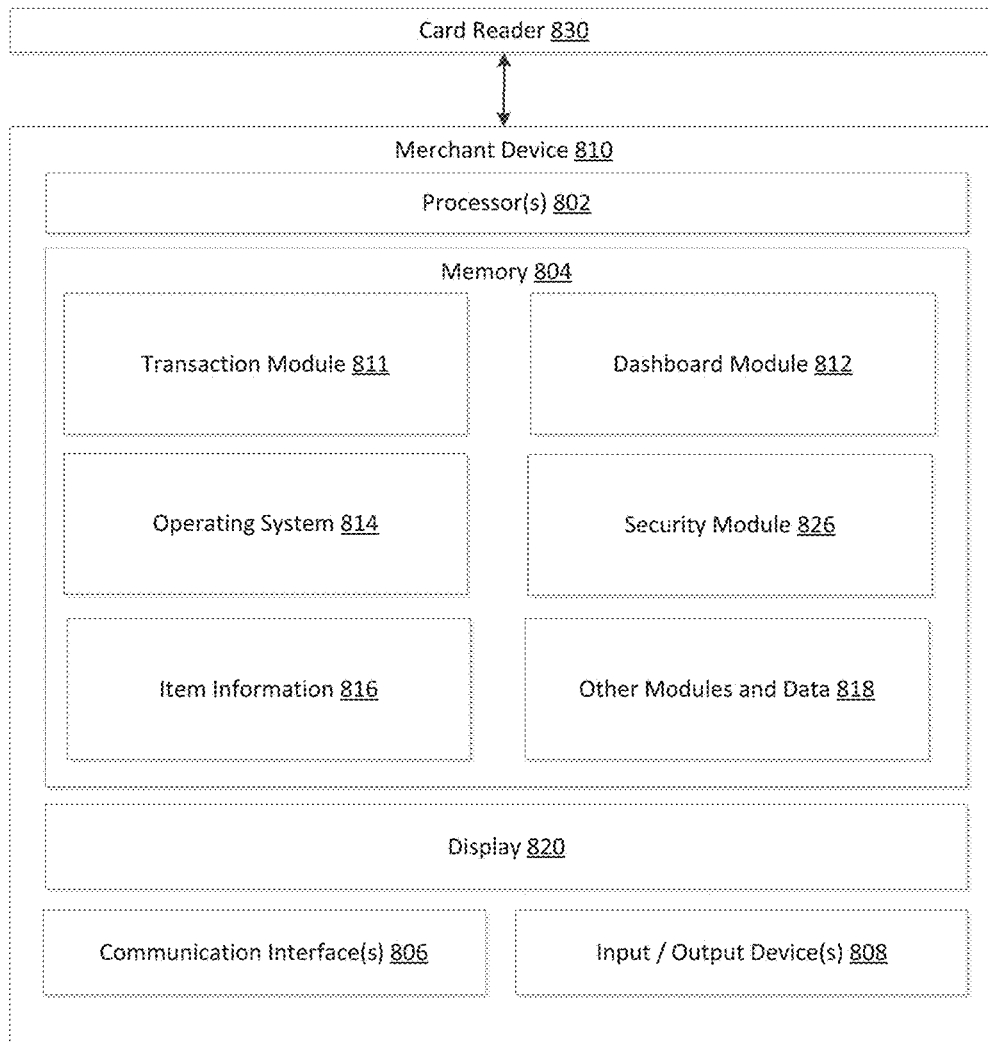 Card Reader 830
Merchant Device 810
Processor(s) 802
Memory 804
Transaction Module 811
Dashboard Module 812
Operating System 814
Security Module 826
Item Information 816
Other Modules and Data 818
Display 820
Communication Interface(s) 806
Input / Output Device(s) 808